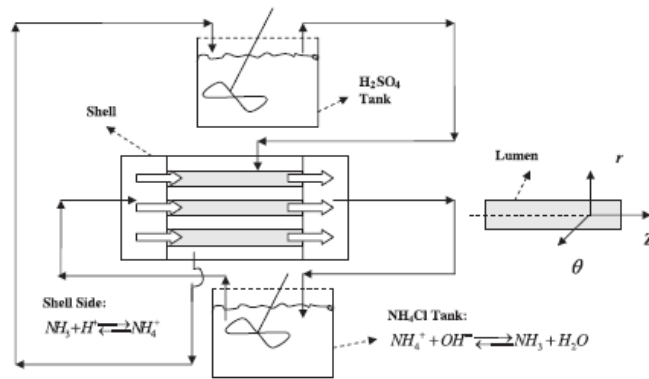 H₂SO₄
Tank
Shell
Lumen
r
Z
θ
Shell Side:
NH₃+H⁺⇌NH₄⁺
NH₄Cl Tank:
NH₄⁺+OH⁻⇌NH₃+H₂O